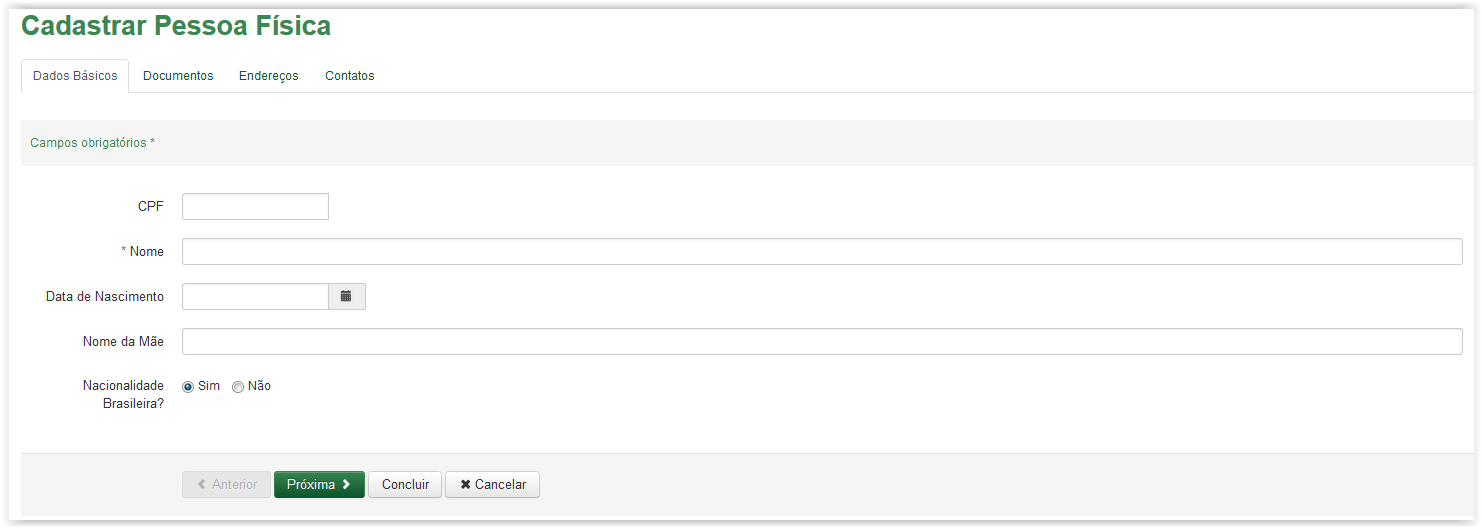 Cadastrar Pessoa Física
Dados Básicos Documentos Endereços Contatos
Campos obrigatórios *
CPF
* Nome
Data de Nascimento
Nome da Mãe
Nacionalidade
Brasileira?
Sim Não
Anterior Próxima Concluir Cancelar